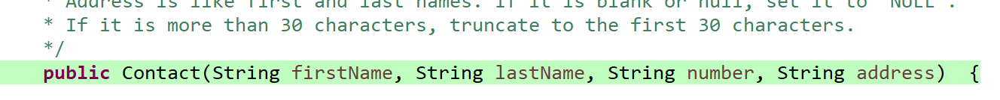 * Address is like first and last names. If it is blank or null, set it to "NULL".
* If it is more than 30 characters, truncate to the first 30 characters.
*/
public Contact(String firstName, String lastName, String number, String address)  {